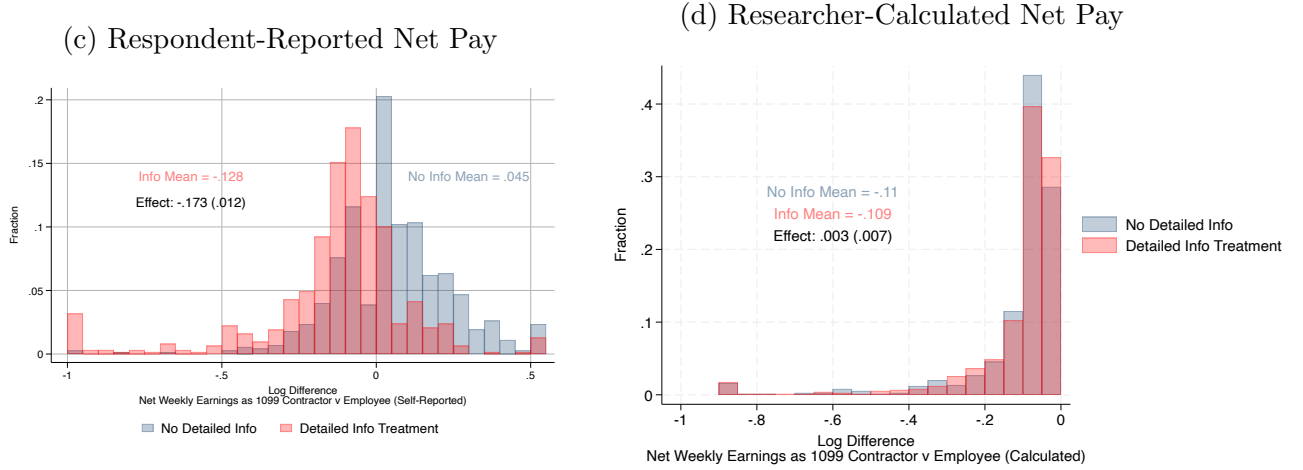 (c) Respondent-Reported Net Pay
.2
.15
.1
.05
0
Fraction
Info Mean = -.128
Effect: -.173 (.012)
No Info Mean = .045
-1
-.5
0
.5
Log Difference
Net Weekly Earnings as 1099 Contractor v Employee (Self-Reported)
No Detailed Info
Detailed Info Treatment
(d) Researcher-Calculated Net Pay
.4
.3
.2
.1
0
Fraction
No Info Mean = -.11
Info Mean = -.109
Effect: .003 (.007)
-1
-.8
-.6
-.4
-.2
0
Log Difference
Net Weekly Earnings as 1099 Contractor v Employee (Calculated)
No Detailed Info
Detailed Info Treatment